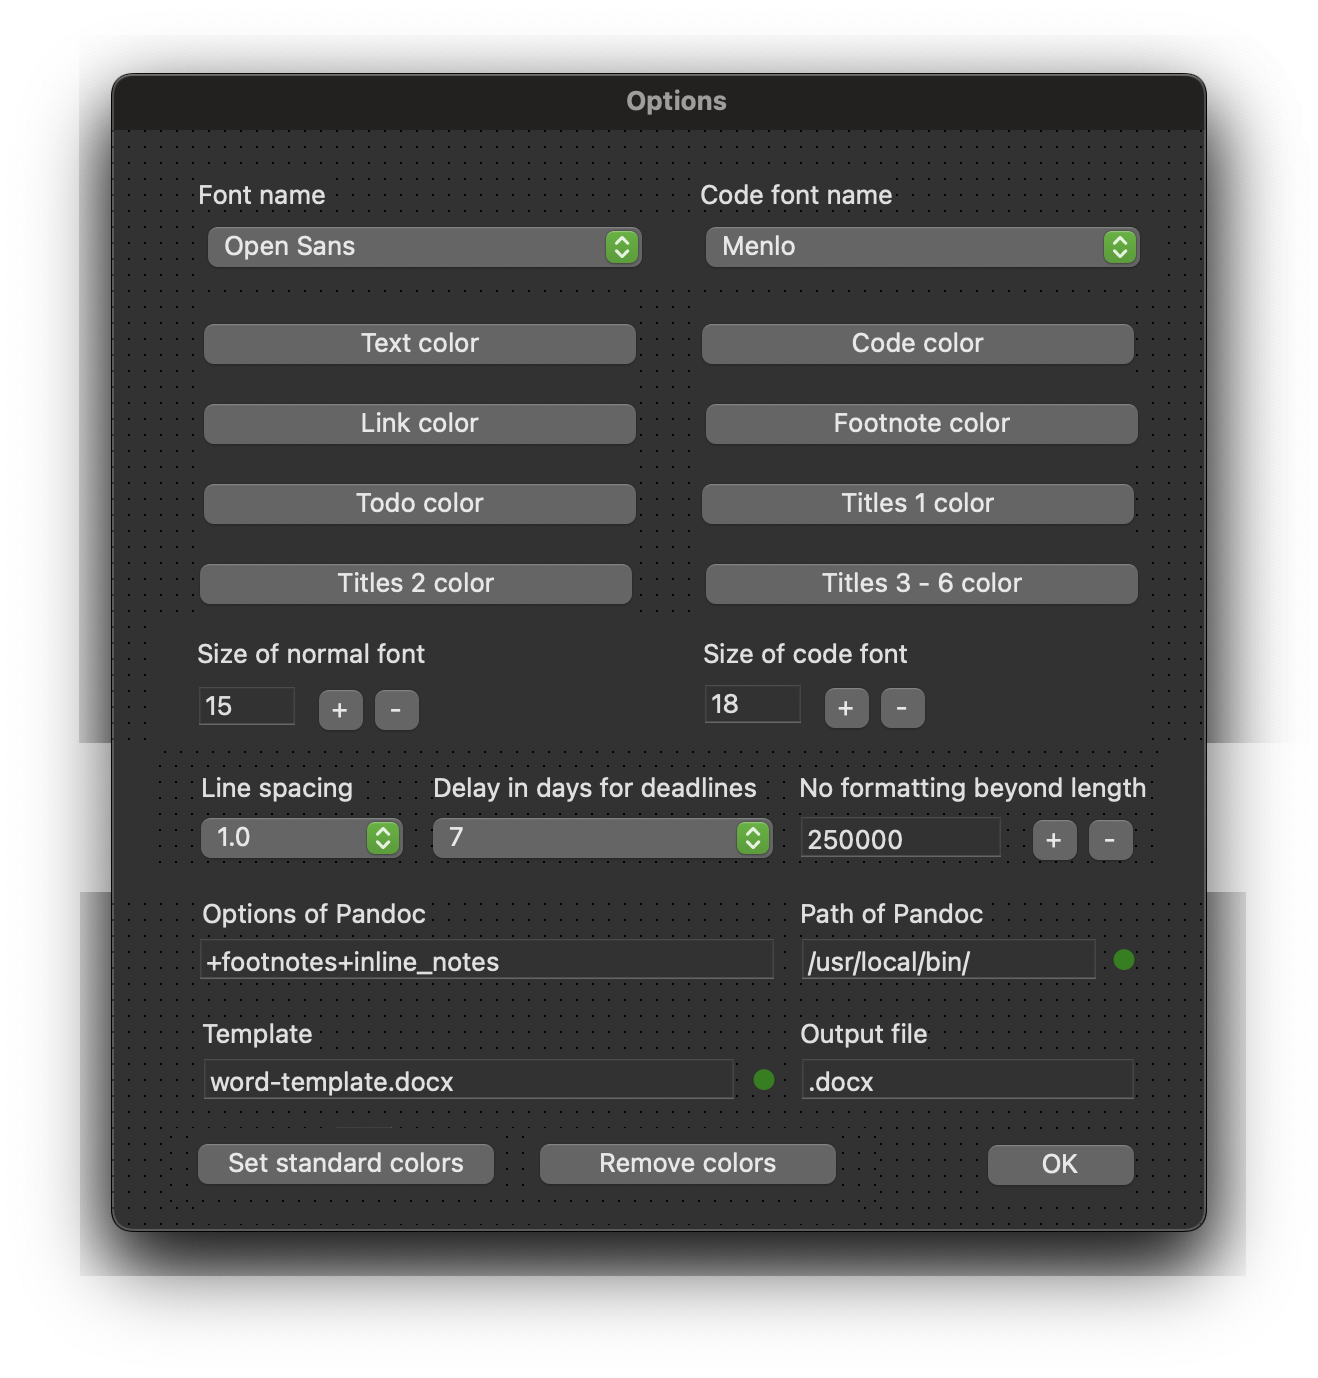 Options
Font name
Code font name
Open Sans
Menlo
Text color
Code color
Link color
Footnote color
Todo color
Titles 1 color
Titles 2 color
Titles 3 - 6 color
Size of normal font
Size of code font
15 + -
18 + -
Line spacing
Delay in days for deadlines
No formatting beyond length
1.0
7
250000 + -
Options of Pandoc
Path of Pandoc
+footnotes+inline_notes
/usr/local/bin/
Template
Output file
word-template.docx
.docx
Set standard colors
Remove colors
OK